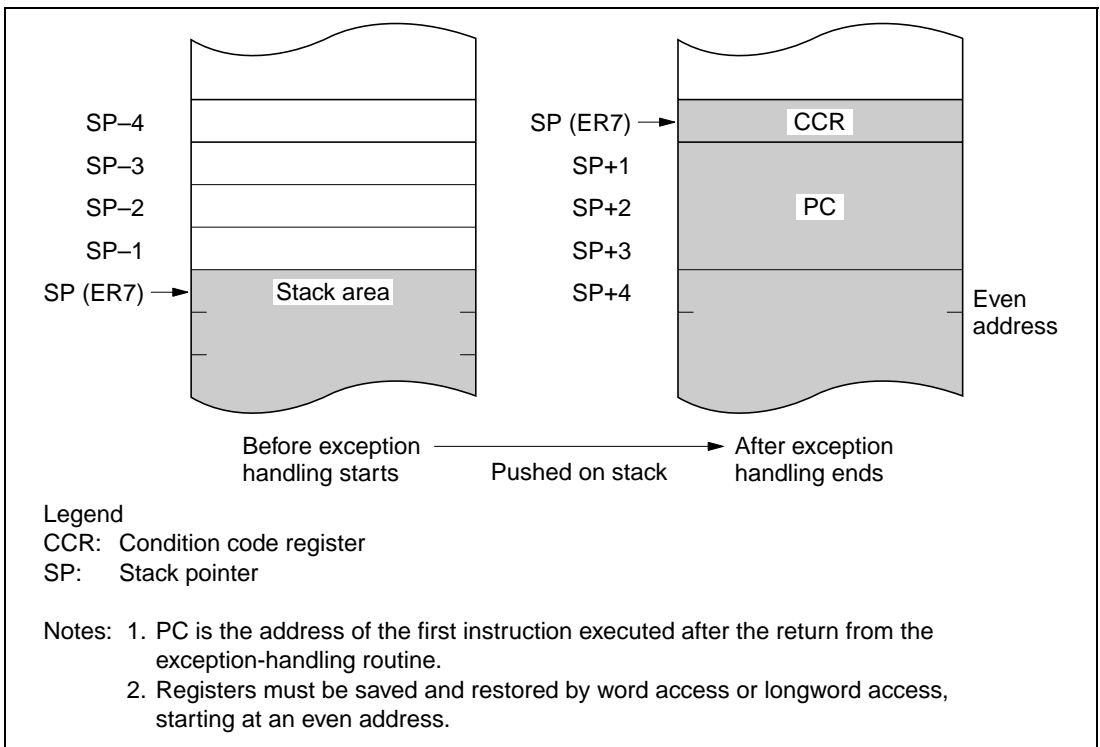 SP–4
SP–3
SP–2
SP–1
SP (ER7)
Stack area
SP (ER7)
CCR
SP+1
SP+2
PC
SP+3
SP+4
Even
address
Before exception
handling starts
Pushed on stack
After exception
handling ends
Legend
CCR: Condition code register
SP: Stack pointer
Notes: 1. PC is the address of the first instruction executed after the return from the
exception-handling routine.
2. Registers must be saved and restored by word access or longword access,
starting at an even address.